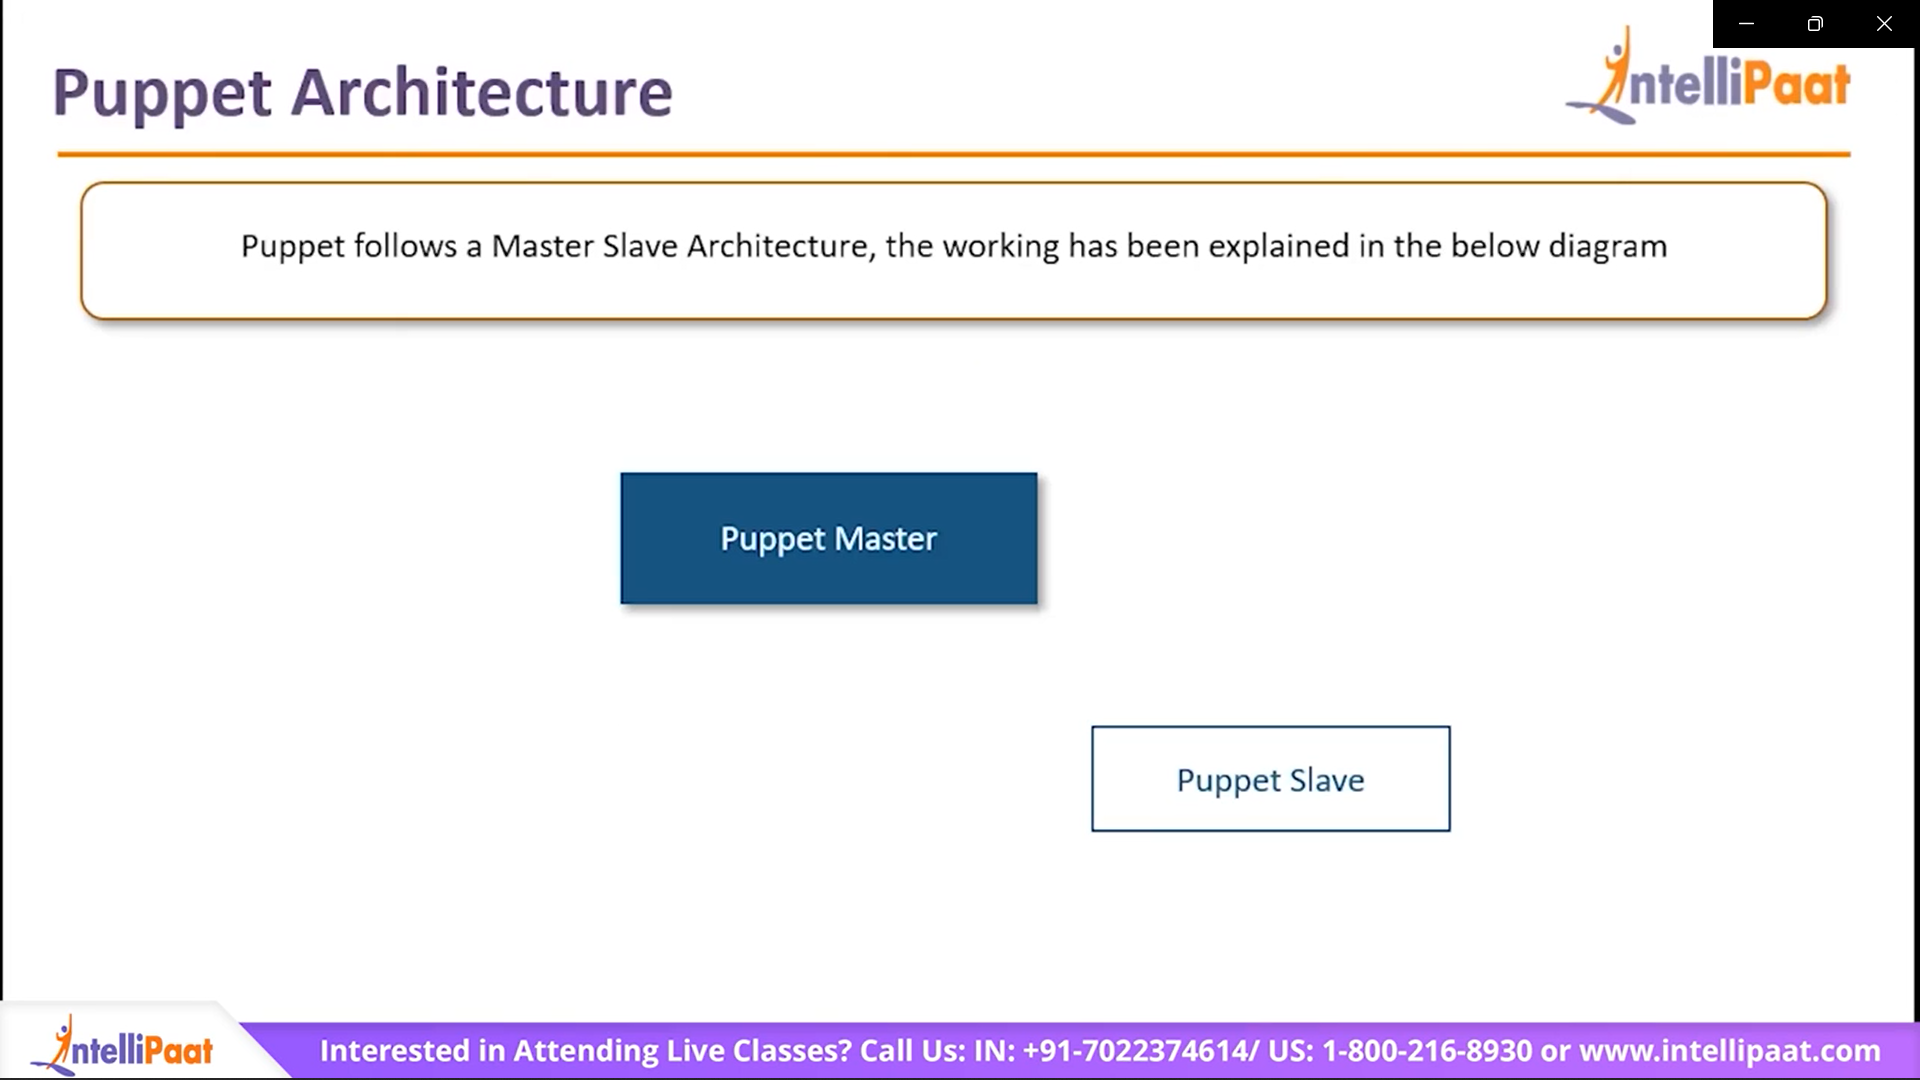 IntelliPaat
Puppet Architecture
Puppet follows a Master Slave Architecture, the working has been explained in the below diagram
Puppet Master
Puppet Slave
IntelliPaat
Interested in Attending Live Classes? Call Us: IN: +91-7022374614/ US: 1-800-216-8930 or www.intellipaat.com